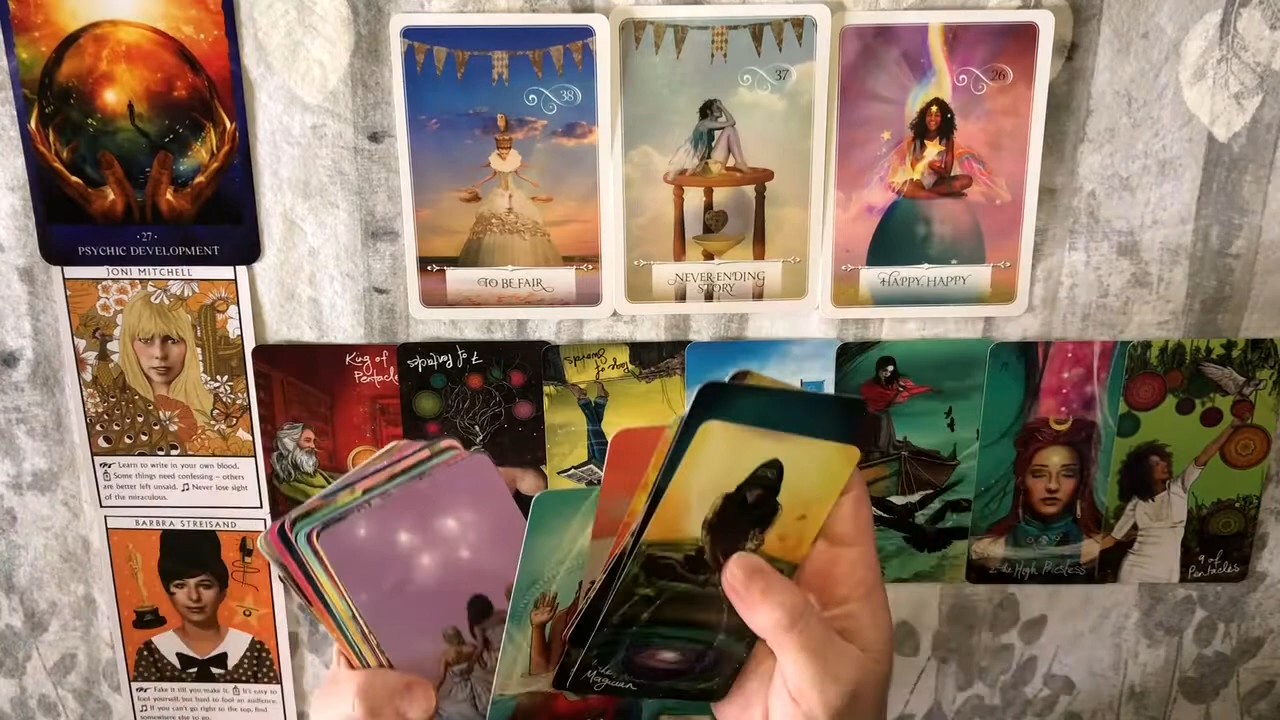 38
37
26
TO BE FAIR
NEVER ENDING
STORY
HAPPY, HAPPY
·27·
PSYCHIC DEVELOPMENT
JONI MITCHELL
Learn to write in your own blood.
Some things need confessing – others
are better left unsaid. Never lose sight
of the miraculous.
BARBRA STREISAND
Fake it till you make it. It's easy to
fool yourself, but hard to fool an audience.
If you can't go right to the top, find
somewhere else to go.
King of
Pentacles
7 of Pentacles
Page of Swords
the High Priestess
9 of
Pentacles
the
Magician